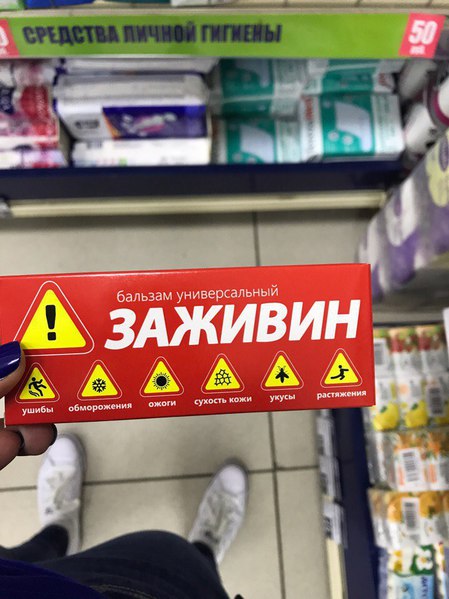 СРЕДСТВА ЛИЧНОЙ ГИГИЕНЫ
50
бальзам универсальный
ЗАЖИВИН
ушибы
обморожения
ожоги
сухость кожи
укусы
растяжения